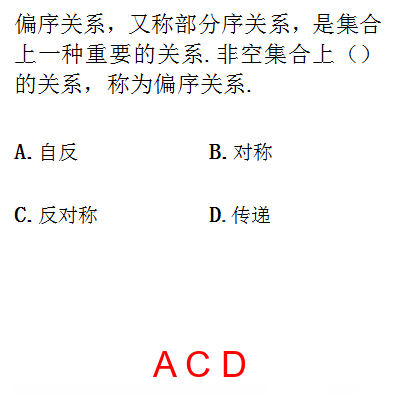 偏序关系，又称部分序关系，是集合
上一种重要的关系.非空集合上（）
的关系，称为偏序关系.
A. 自反 B. 对称
C. 反对称 D. 传递
A C D